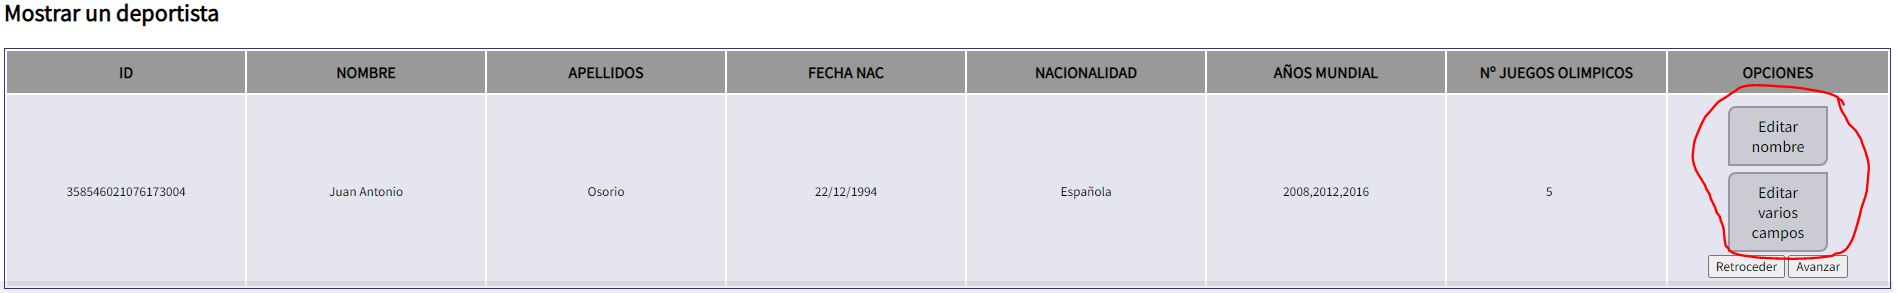 Mostrar un deportista
ID NOMBRE APELLIDOS FECHA NAC NACIONALIDAD AÑOS MUNDIAL Nº JUEGOS OLIMPICOS OPCIONES
358546021076173004 Juan Antonio Osorio 22/12/1994 Española 2008,2012,2016 5
Editar
nombre
Editar
varios
campos
Retroceder Avanzar